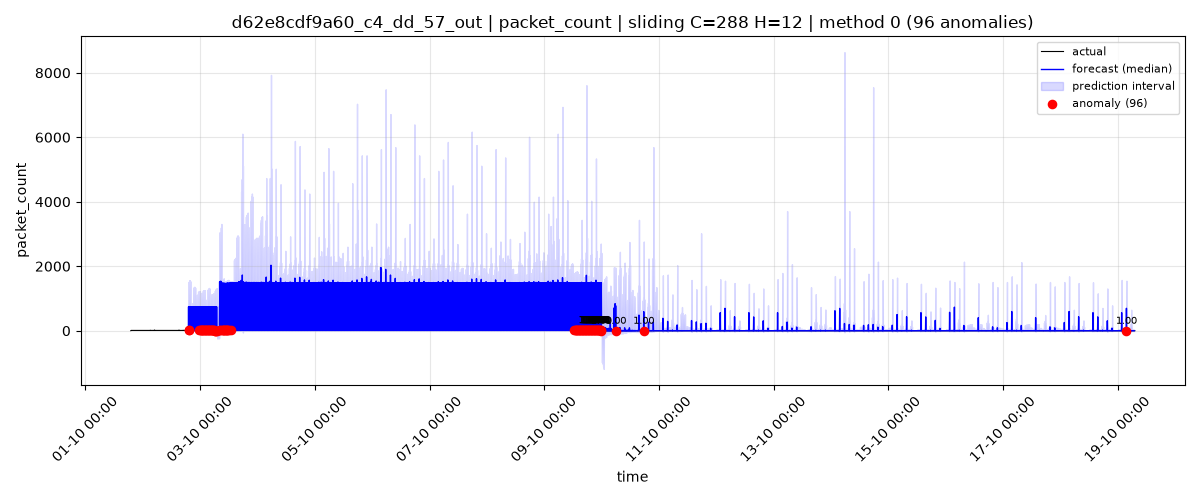 d62e8cdf9a60_c4_dd_57_out | packet_count | sliding C=288 H=12 | method 0 (96 anomalies)
actual
forecast (median)
prediction interval
anomaly (96)
packet_count
8000
6000
4000
2000
0
1.00
1.00
01-10 00:00
03-10 00:00
05-10 00:00
07-10 00:00
09-10 00:00
11-10 00:00
13-10 00:00
15-10 00:00
17-10 00:00
19-10 00:00
time